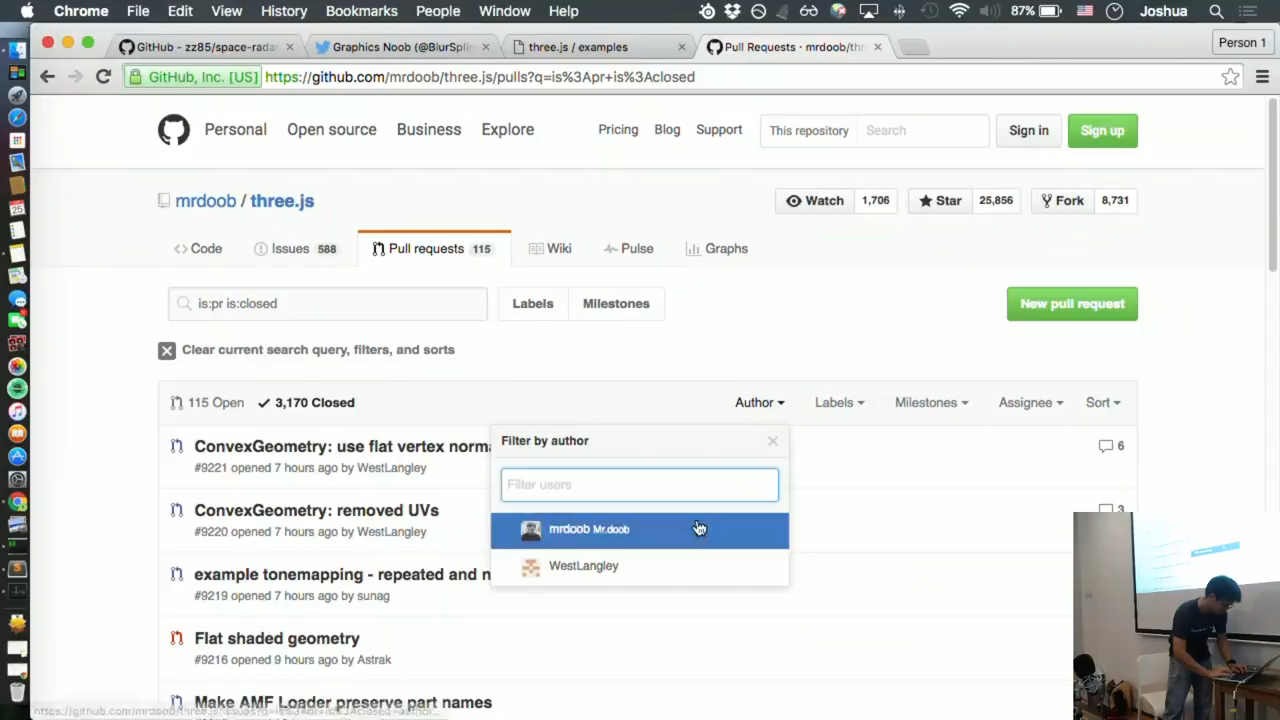 Chrome File Edit View History Bookmarks People Window Help 87% Joshua
GitHub - zz85/space-radar Graphics Noob (@BlurSpline three.js / examples Pull Requests · mrdoob/thr Person 1
GitHub, Inc. [US] https://github.com/mrdoob/three.js/pulls?q=is%3Apr+is%3Aclosed
Personal Open source Business Explore Pricing Blog Support This repository Search Sign in Sign up
mrdoob / three.js Watch 1,706 Star 25,856 Fork 8,731
Code Issues 588 Pull requests 115 Wiki Pulse Graphs
is:pr is:closed Labels Milestones New pull request
Clear current search query, filters, and sorts
115 Open 3,170 Closed Author Labels Milestones Assignee Sort
Filter by author
Filter users
mrdoob Mr.doob
WestLangley
ConvexGeometry: use flat vertex norma 6
#9221 opened 7 hours ago by WestLangley
ConvexGeometry: removed UVs 3
#9220 opened 7 hours ago by WestLangley
example tonemapping - repeated and n
#9219 opened 7 hours ago by sunag
Flat shaded geometry
#9216 opened 9 hours ago by Astrak
Make AMF Loader preserve part names